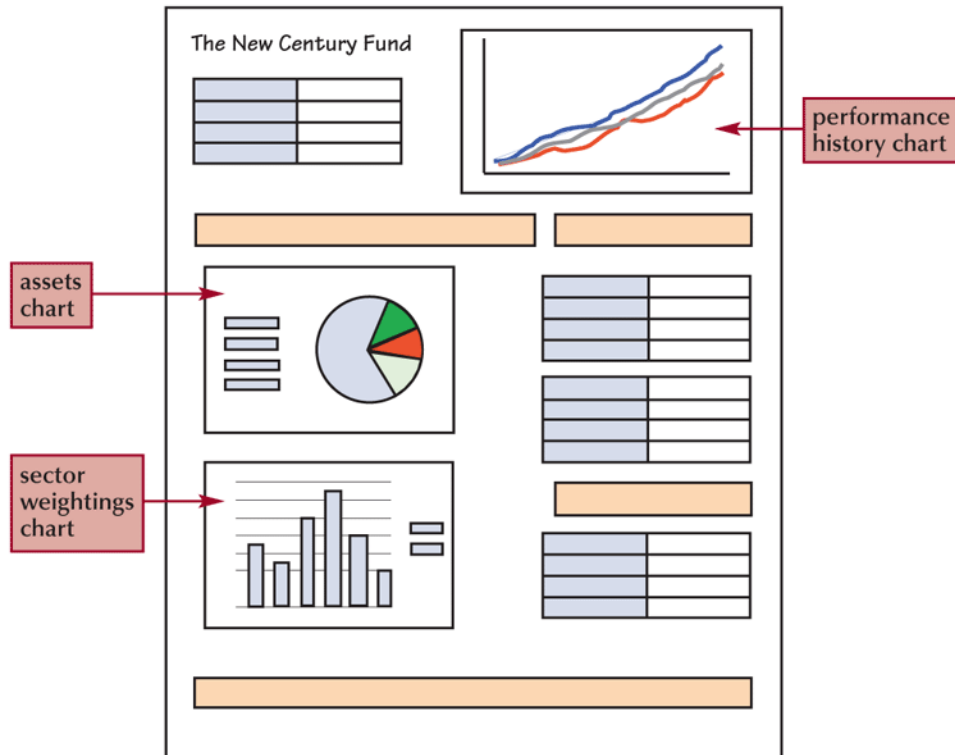 The New Century Fund
performance
history chart
assets
chart
sector
weightings
chart